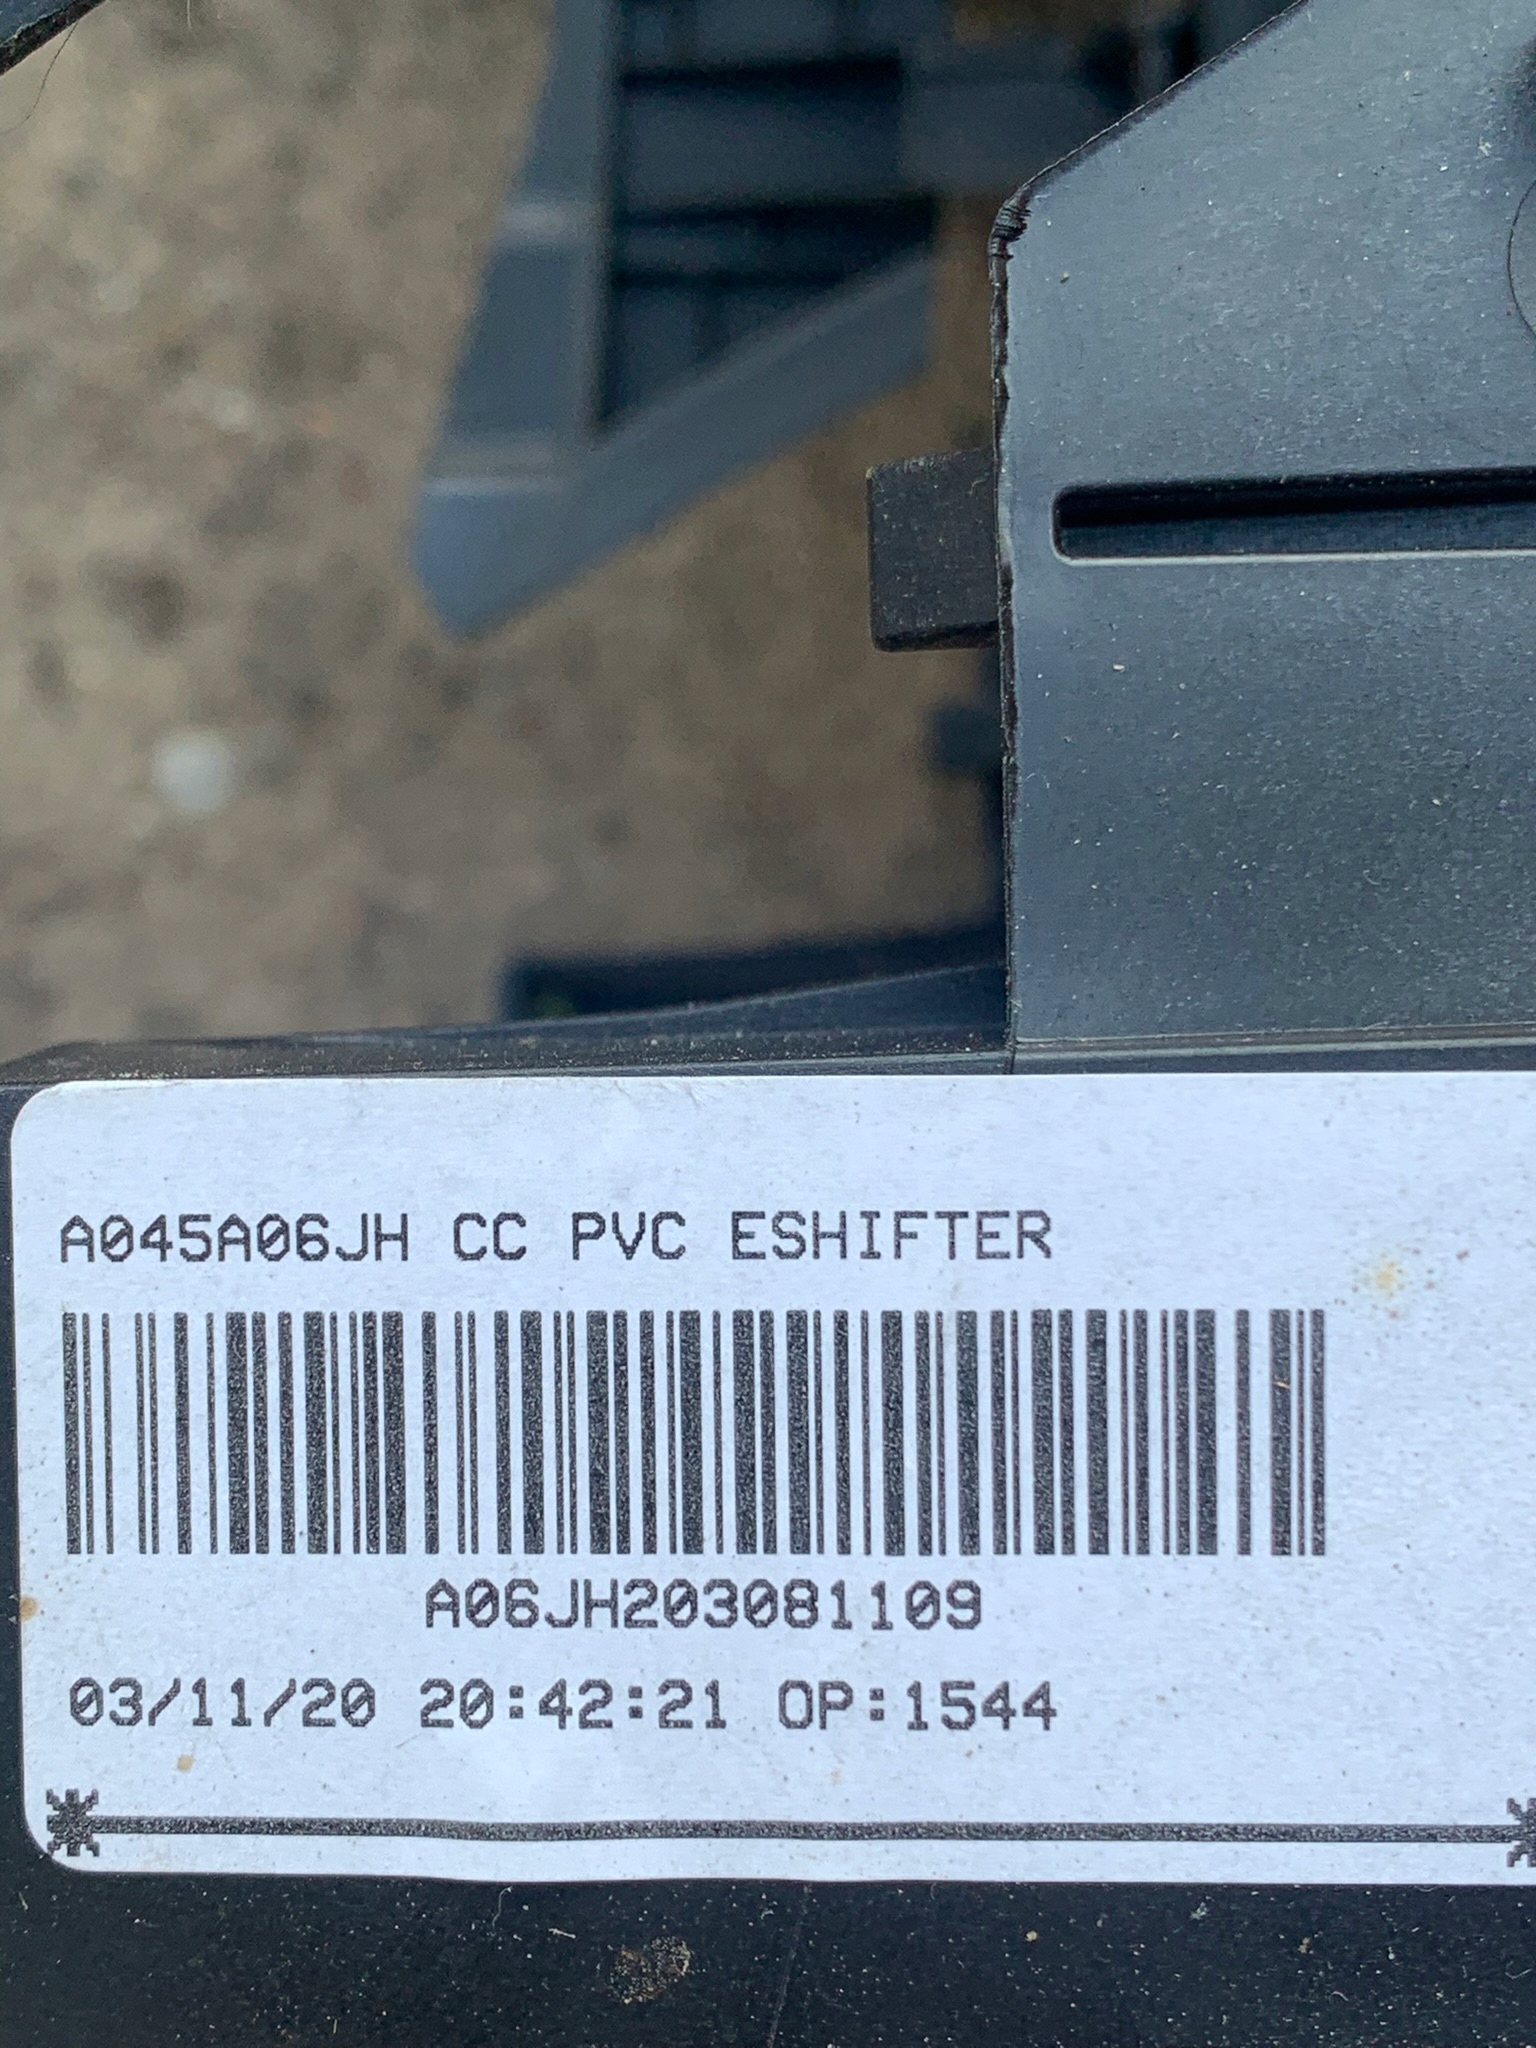 A045A06JH CC PVC ESHIFTER
A06JH203081109
03/11/20 20:42:21 OP:1544